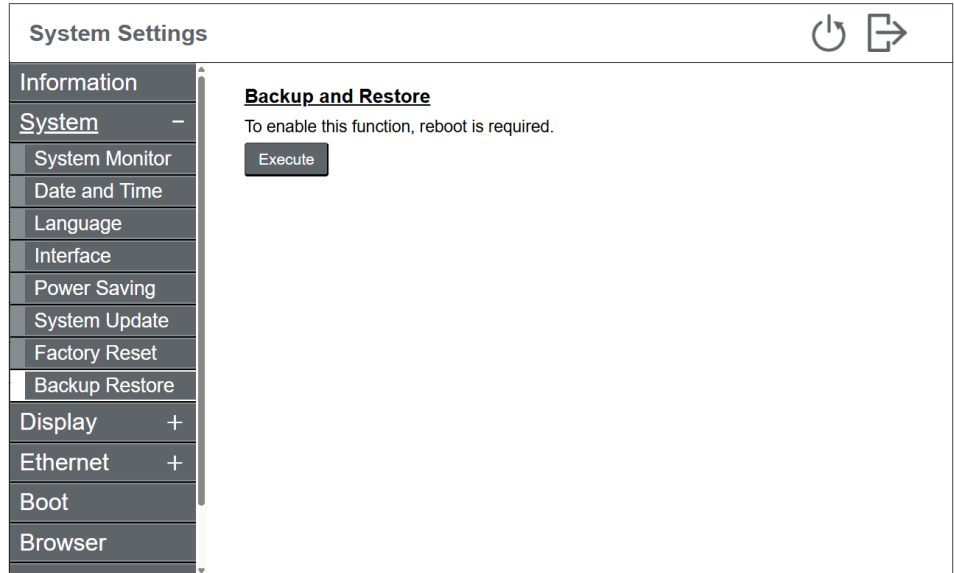 System Settings
Information
System −
System Monitor
Date and Time
Language
Interface
Power Saving
System Update
Factory Reset
Backup Restore
Display +
Ethernet +
Boot
Browser
Backup and Restore
To enable this function, reboot is required.
Execute